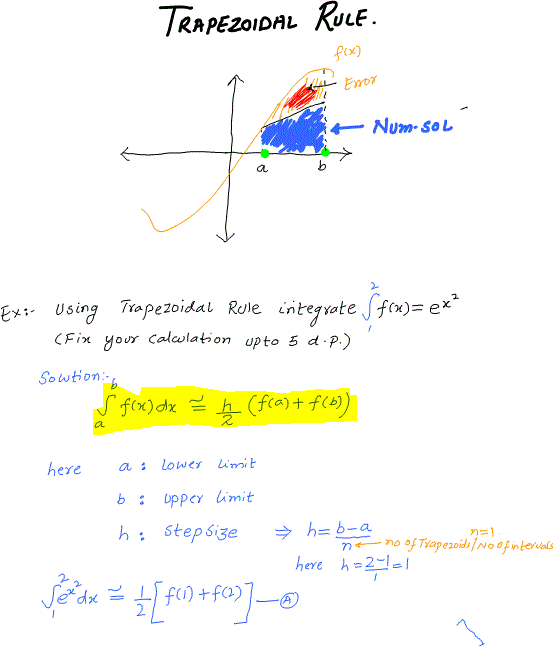 TRAPEZOIDAL RULE.
f(x)
Error
Num-sol
a b
Ex:- Using Trapezoidal Rule integrate ∫₁² f(x) = e^x²
(Fix your calculation upto 5 d.p.)
Solution:-
∫ₐᵇ f(x) dx ≅ h/2 (f(a) + f(b))
here a : lower limit
b : upper limit
h : stepsize ⇒ h = b-a/n ← no of Trapezoids/No of intervals n=1
here h = 2-1/1 = 1
∫₁² e^x² dx ≅ 1/2 [f(1) + f(2)] — Ⓐ